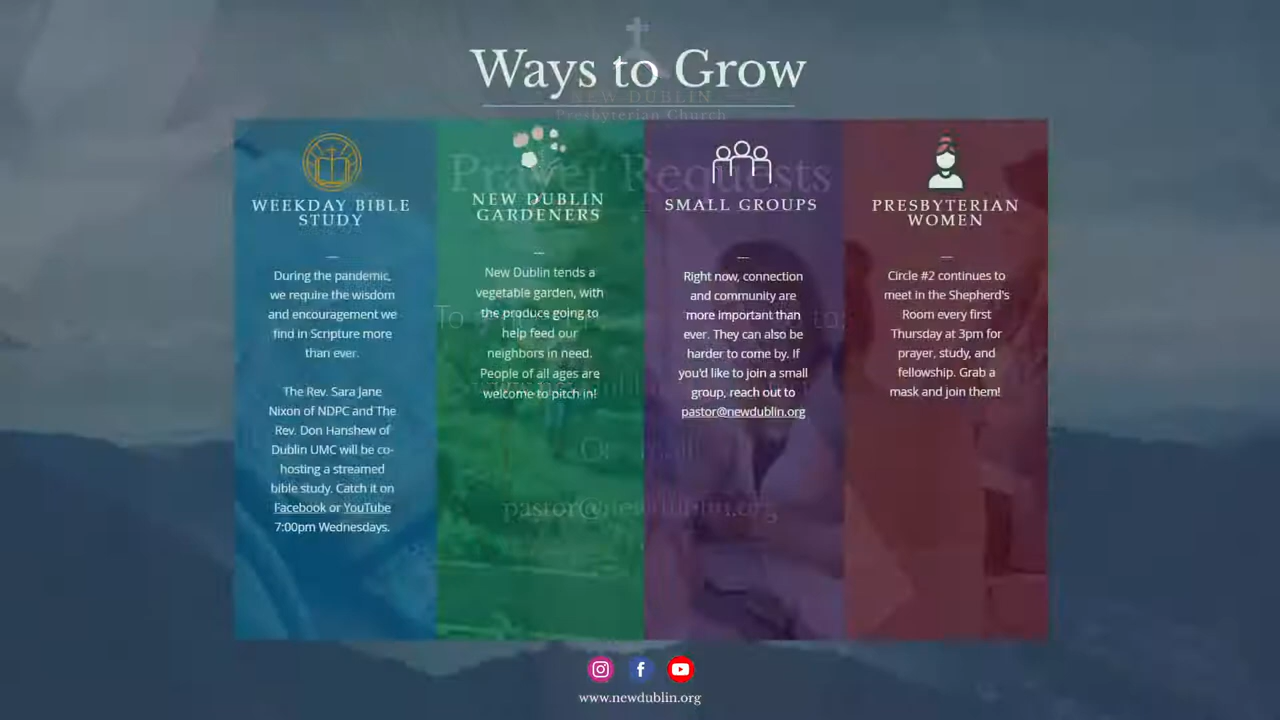 Ways to Grow
NEW DUBLIN
Presbyterian Church
Prayer Requests
WEEKDAY BIBLE
STUDY
During the pandemic,
we require the wisdom
and encouragement we
find in Scripture more
than ever.
The Rev. Sara Jane
Nixon of NDPC and The
Rev. Don Hanshew of
Dublin UMC will be co-
hosting a streamed
bible study. Catch it on
Facebook or YouTube
7:00pm Wednesdays.
NEW DUBLIN
GARDENERS
New Dublin tends a
vegetable garden, with
the produce going to
help feed our
neighbors in need.
People of all ages are
welcome to pitch in!
SMALL GROUPS
Right now, connection
and community are
more important than
ever. They can also be
harder to come by. If
you'd like to join a small
group, reach out to
pastor@newdublin.org
PRESBYTERIAN
WOMEN
Circle #2 continues to
meet in the Shepherd's
Room every first
Thursday at 3pm for
prayer, study, and
fellowship. Grab a
mask and join them!
pastor@newdublin.org
www.newdublin.org